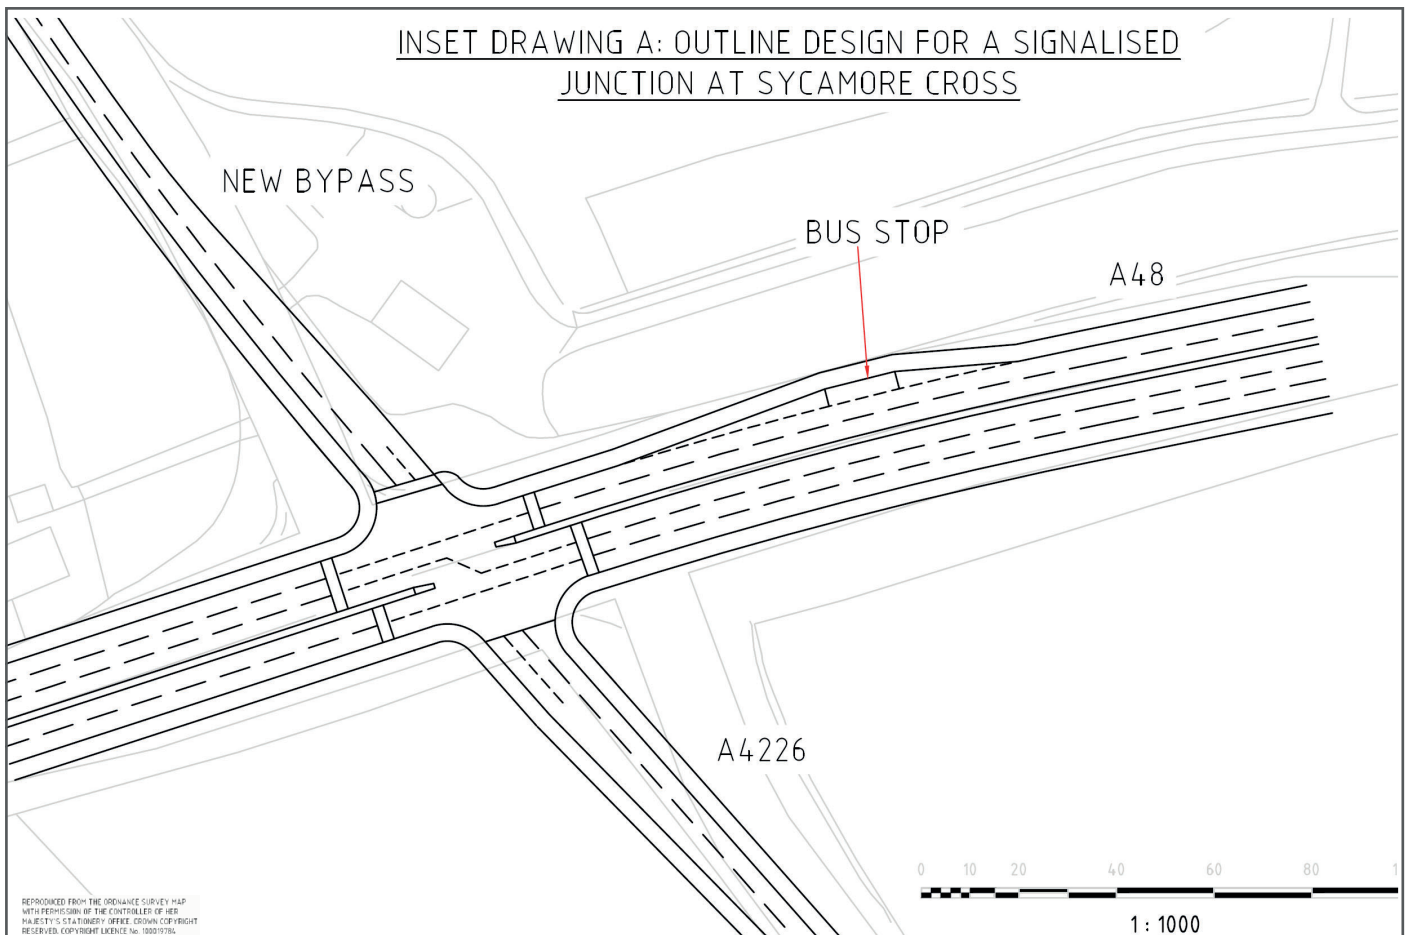 INSET DRAWING A: OUTLINE DESIGN FOR A SIGNALISED
JUNCTION AT SYCAMORE CROSS
NEW BYPASS
BUS STOP
A48
A4226
0 10 20 40 60 80 1
1 : 1000
REPRODUCED FROM THE ORDNANCE SURVEY MAP
WITH PERMISSION OF THE CONTROLLER OF HER
MAJESTY'S STATIONERY OFFICE. CROWN COPYRIGHT
RESERVED. COPYRIGHT LICENCE No. 100019784